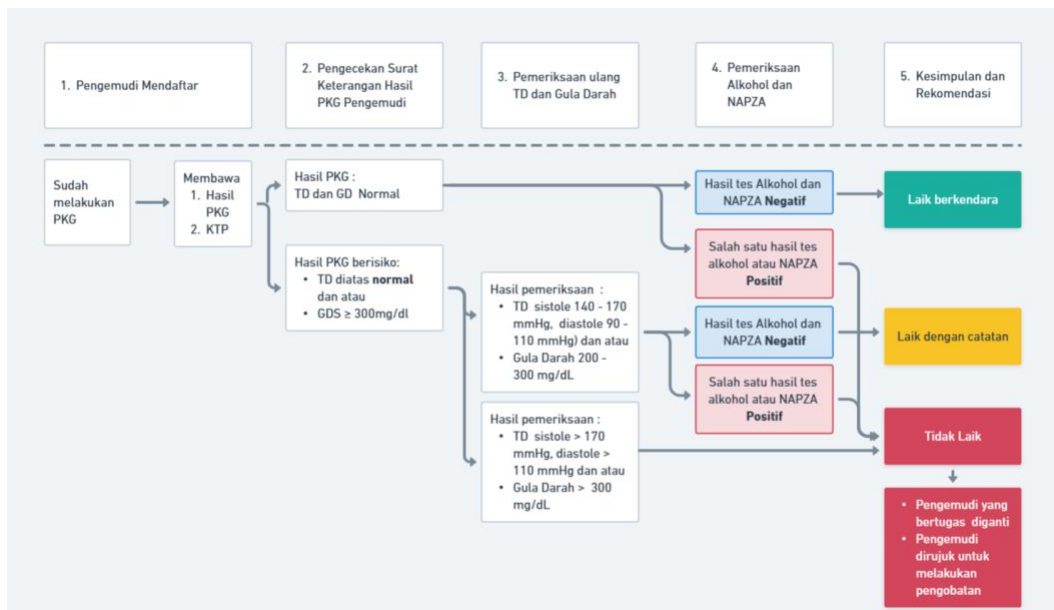 1. Pengemudi Mendaftar
2. Pengecekan Surat
Keterangan Hasil
PKG Pengemudi
3. Pemeriksaan ulang
TD dan Gula Darah
4. Pemeriksaan
Alkohol dan
NAPZA
5. Kesimpulan dan
Rekomendasi
Sudah
melakukan
PKG
Membawa
1. Hasil
PKG
2. KTP
Hasil PKG :
TD dan GD Normal
Hasil PKG berisiko:
• TD diatas normal
dan atau
• GDS ≥ 300mg/dl
Hasil pemeriksaan :
• TD sistole 140 - 170
mmHg, diastole 90 -
110 mmHg) dan atau
• Gula Darah 200 -
300 mg/dL
Hasil pemeriksaan :
• TD sistole > 170
mmHg, diastole >
110 mmHg dan atau
• Gula Darah > 300
mg/dL
Hasil tes Alkohol dan
NAPZA Negatif
Salah satu hasil tes
alkohol atau NAPZA
Positif
Hasil tes Alkohol dan
NAPZA Negatif
Salah satu hasil tes
alkohol atau NAPZA
Positif
Laik berkendara
Laik dengan catatan
Tidak Laik
• Pengemudi yang
bertugas diganti
• Pengemudi
dirujuk untuk
melakukan
pengobatan